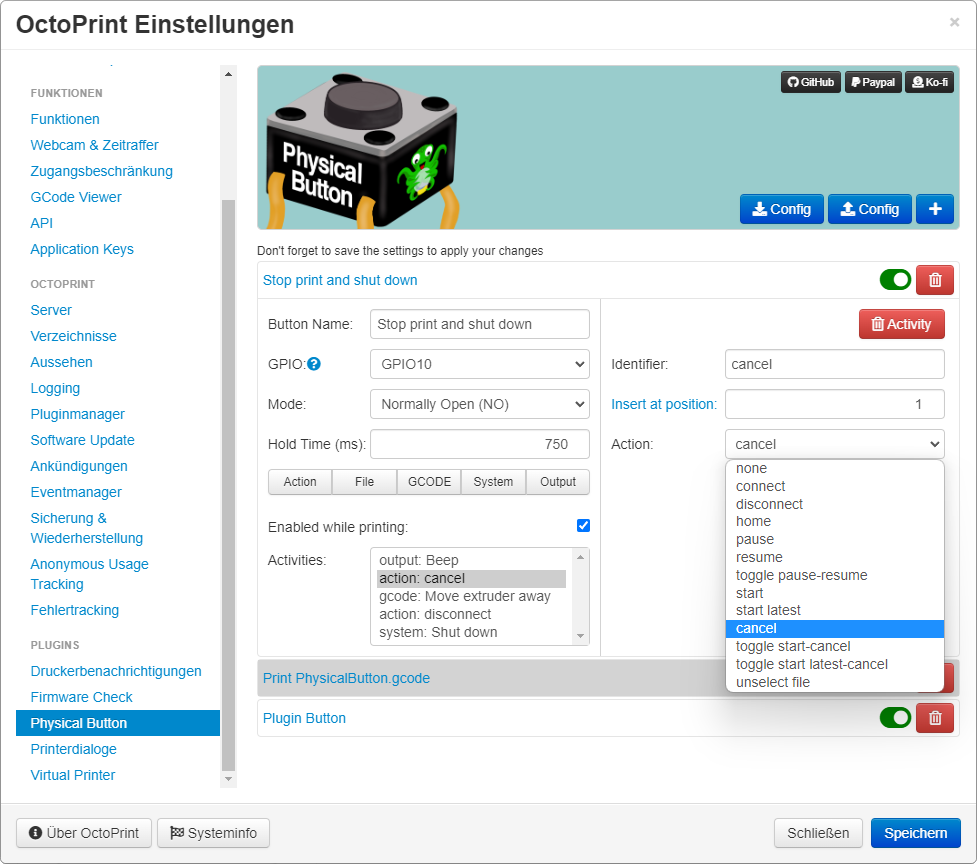 OctoPrint Einstellungen
×
FUNKTIONEN
Funktionen
Webcam & Zeitraffer
Zugangsbeschränkung
GCode Viewer
API
Application Keys
OCTOPRINT
Server
Verzeichnisse
Aussehen
Logging
Pluginmanager
Software Update
Ankündigungen
Eventmanager
Sicherung &
Wiederherstellung
Anonymous Usage
Tracking
Fehlertracking
PLUGINS
Druckerbenachrichtigungen
Firmware Check
Physical Button
Printerdialoge
Virtual Printer
GitHub Paypal Ko-fi
Physical
Button
Config Config +
Don't forget to save the settings to apply your changes
Stop print and shut down
Button Name: Stop print and shut down
GPIO: GPIO10
Mode: Normally Open (NO)
Hold Time (ms): 750
Action File GCODE System Output
Enabled while printing:
Activities:
output: Beep
action: cancel
gcode: Move extruder away
action: disconnect
system: Shut down
Activity
Identifier: cancel
Insert at position: 1
Action: cancel
none
connect
disconnect
home
pause
resume
toggle pause-resume
start
start latest
cancel
toggle start-cancel
toggle start latest-cancel
unselect file
Print PhysicalButton.gcode
Plugin Button
Über OctoPrint Systeminfo Schließen Speichern